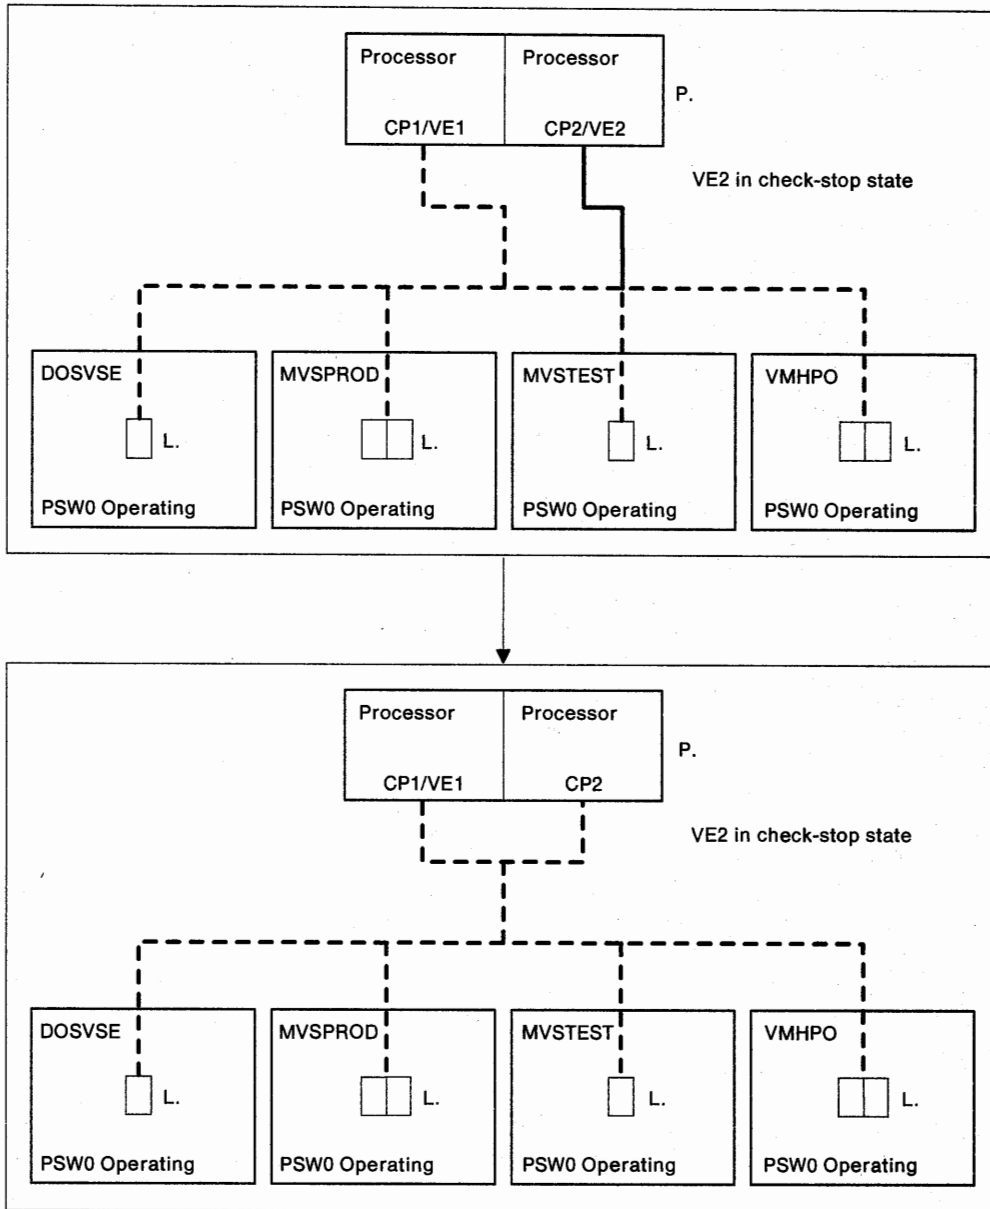 Processor Processor
P.
CP1/VE1 CP2/VE2
VE2 in check-stop state
DOSVSE MVSPROD MVSTEST VMHPO
L. L. L. L.
PSW0 Operating PSW0 Operating PSW0 Operating PSW0 Operating
Processor Processor
P.
CP1/VE1 CP2
VE2 in check-stop state
DOSVSE MVSPROD MVSTEST VMHPO
L. L. L. L.
PSW0 Operating PSW0 Operating PSW0 Operating PSW0 Operating